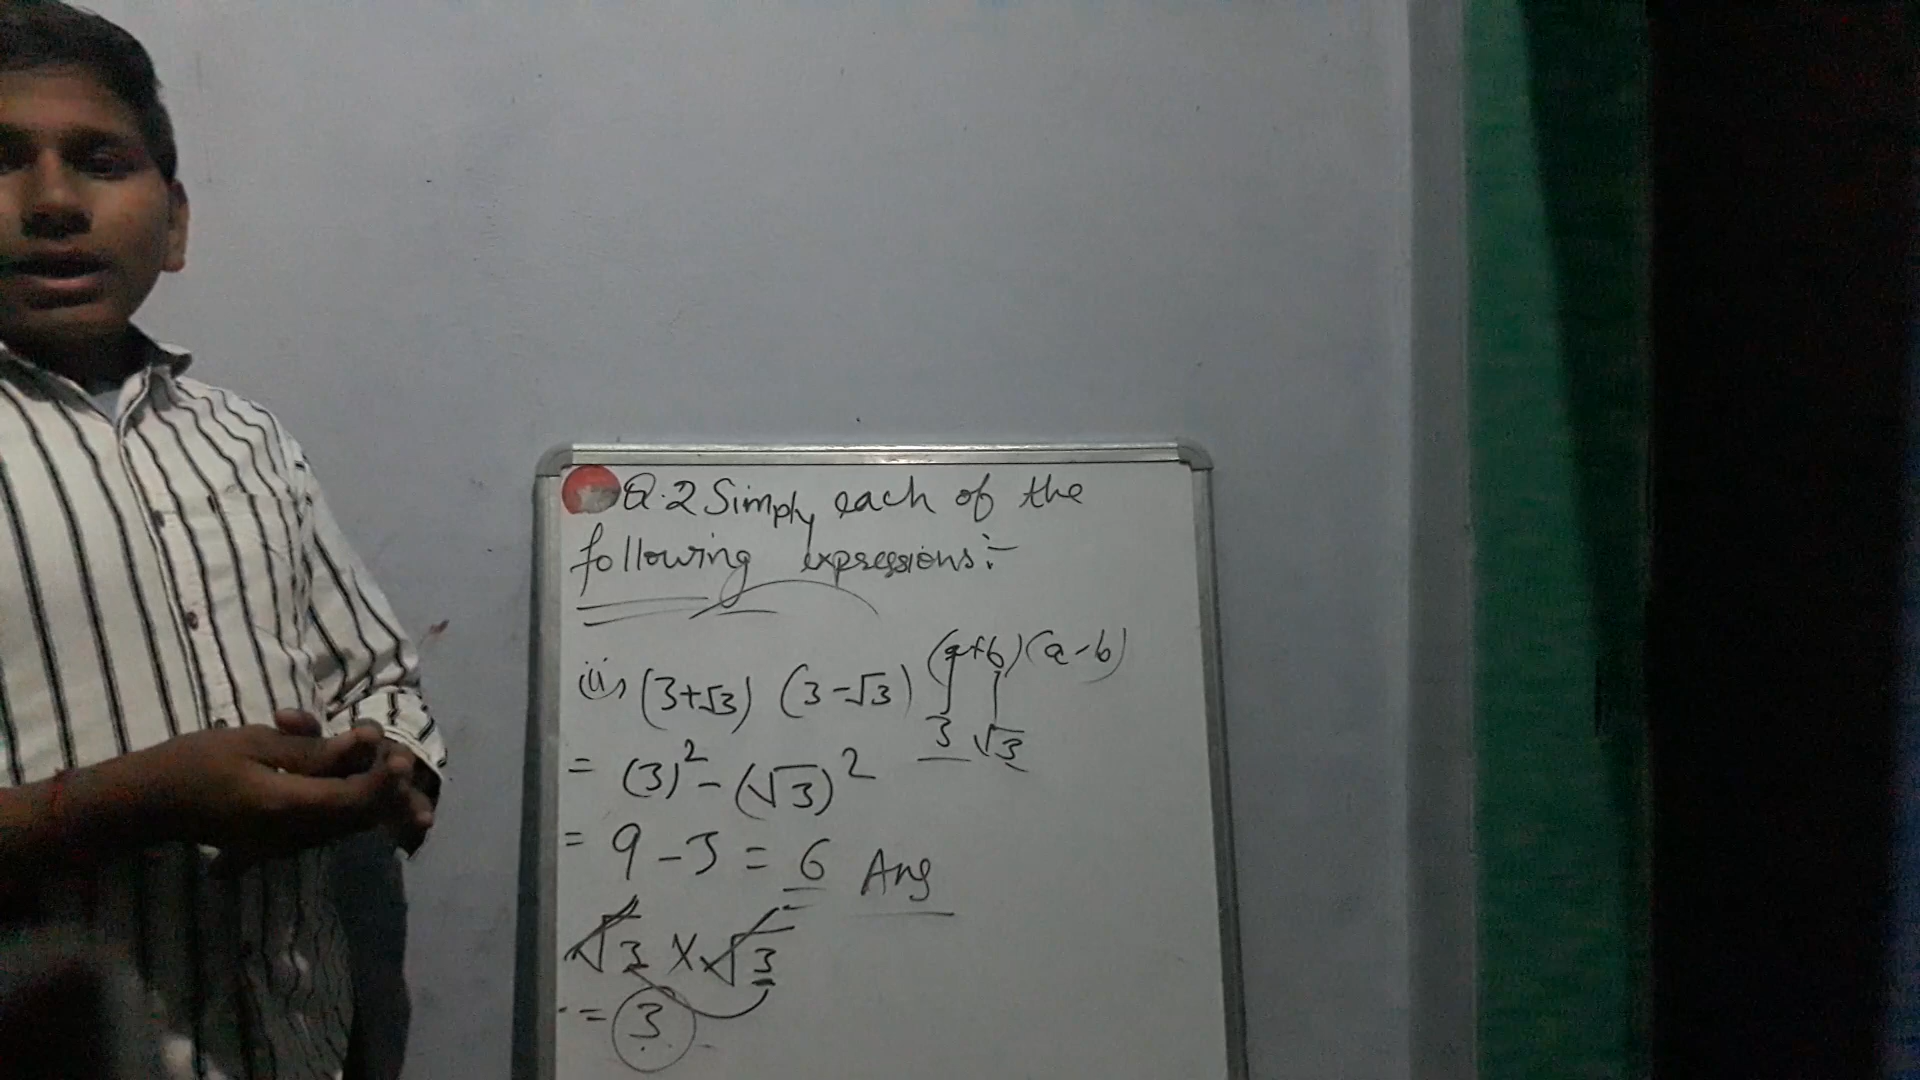 Q.2 Simply each of the
following expressions:-
(a+b)(a-b)
(ii) (3+√3) (3-√3)
3 √3
= (3)² - (√3)²
= 9 - 3 = 6 Ans
√3 X √3
= 3